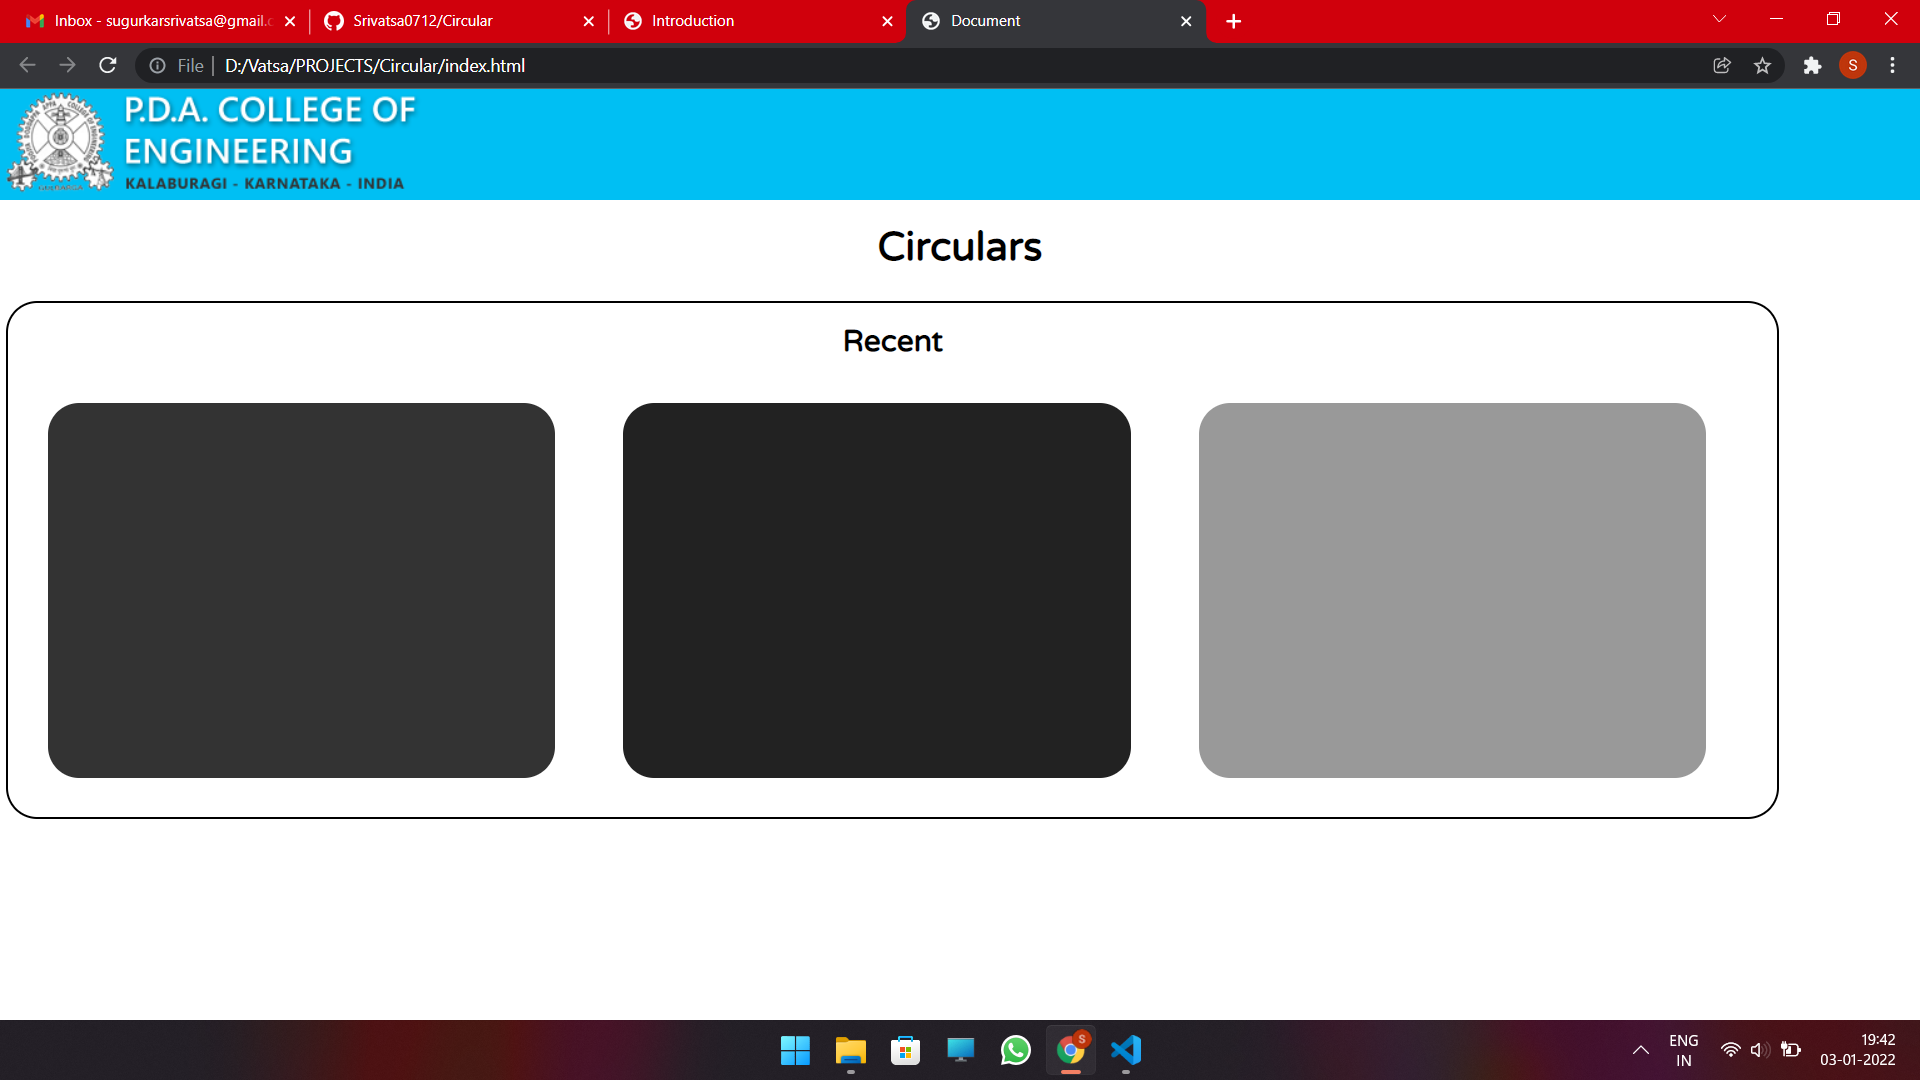 Inbox - sugurkarsrivatsa@gmail.c
Srivatsa0712/Circular
Introduction
Document
File
D:/Vatsa/PROJECTS/Circular/index.html
S
P.D.A. COLLEGE OF
ENGINEERING
KALABURAGI - KARNATAKA - INDIA
Circulars
Recent
S
ENG
IN
19:42
03-01-2022